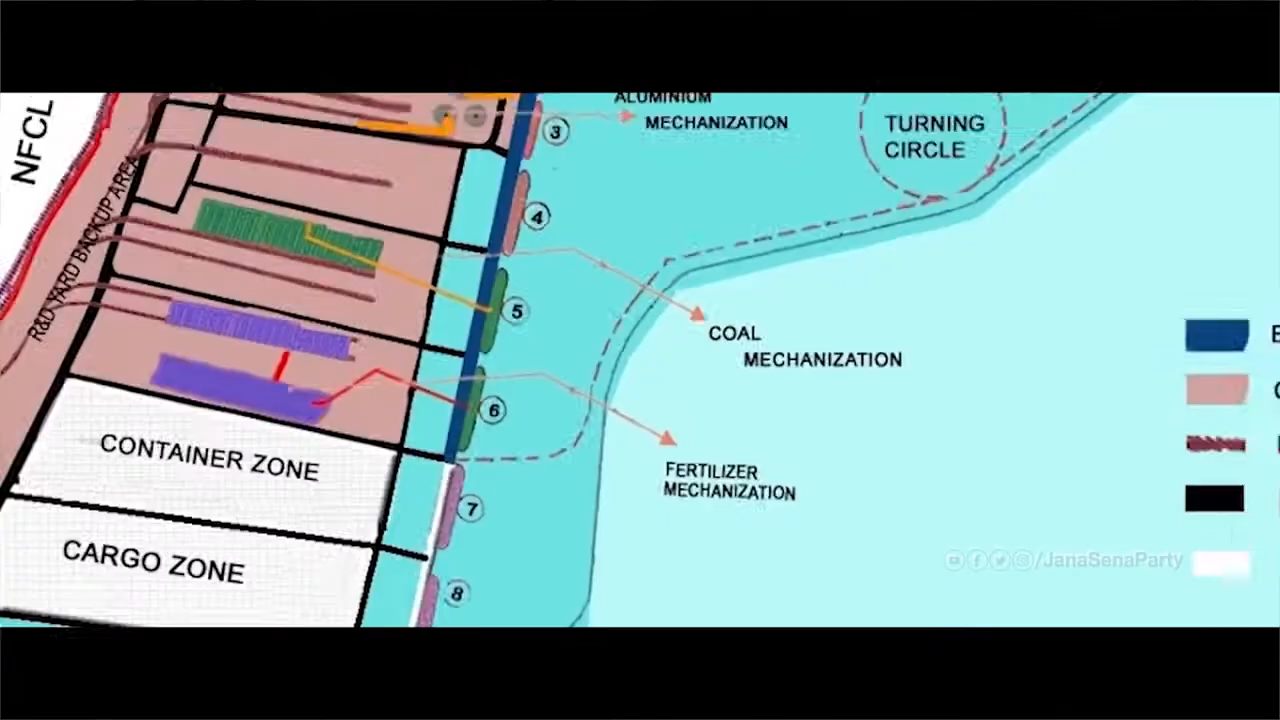 ALUMINIUM
MECHANIZATION
TURNING
CIRCLE
NFCL
R&D YARD BACKUP AREA
3
4
5
6
7
8
COAL
MECHANIZATION
FERTILIZER
MECHANIZATION
CONTAINER ZONE
CARGO ZONE
/JanaSenaParty